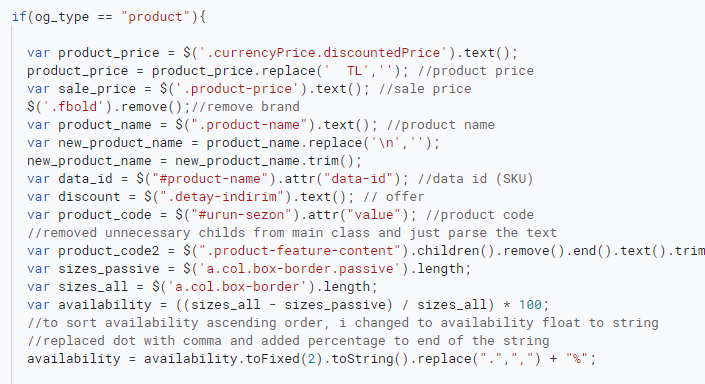 if(og_type == "product"){
var product_price = $('.currencyPrice.discountedPrice').text();
product_price = product_price.replace('  TL',''); //product price
var sale_price = $('.product-price').text(); //sale price
$('.fbold').remove();//remove brand
var product_name = $(".product-name").text(); //product name
var new_product_name = product_name.replace('\n','');
new_product_name = new_product_name.trim();
var data_id = $("#product-name").attr("data-id"); //data id (SKU)
var discount = $(".detay-indirim").text(); // offer
var product_code = $("#urun-sezon").attr("value"); //product code
//removed unnecessary childs from main class and just parse the text
var product_code2 = $(".product-feature-content").children().remove().end().text().trim
var sizes_passive = $('a.col.box-border.passive').length;
var sizes_all = $('a.col.box-border').length;
var availability = ((sizes_all - sizes_passive) / sizes_all) * 100;
//to sort availability ascending order, i changed to availability float to string
//replaced dot with comma and added percentage to end of the string
availability = availability.toFixed(2).toString().replace(".",",") + "%";